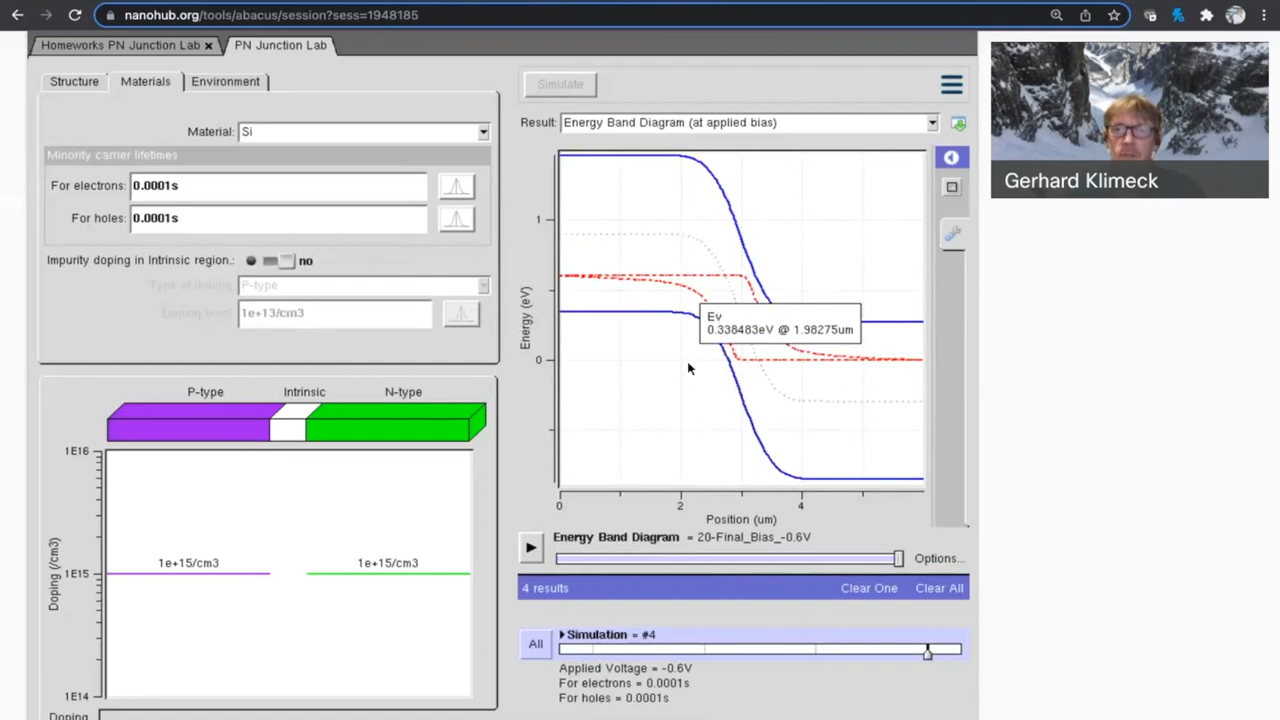 nanohub.org/tools/abacus/session?sess=1948185
Homeworks PN Junction Lab ×
PN Junction Lab
Structure
Materials
Environment
Material:
Si
Minority carrier lifetimes
For electrons:
0.0001s
For holes:
0.0001s
Impurity doping in Intrinsic region.:
no
Type of doping:
P-type
Doping level:
1e+13/cm3
P-type
Intrinsic
N-type
1E16
1E15
1E14
Doping (/cm3)
1e+15/cm3
1e+15/cm3
Doping
Simulate
Result:
Energy Band Diagram (at applied bias)
Energy (eV)
1
0
Ev
0.338483eV @ 1.98275um
0
2
4
Position (um)
Energy Band Diagram = 20-Final_Bias_-0.6V
Options...
4 results
Clear One
Clear All
All
Simulation = #4
Applied Voltage = -0.6V
For electrons = 0.0001s
For holes = 0.0001s
Gerhard Klimeck